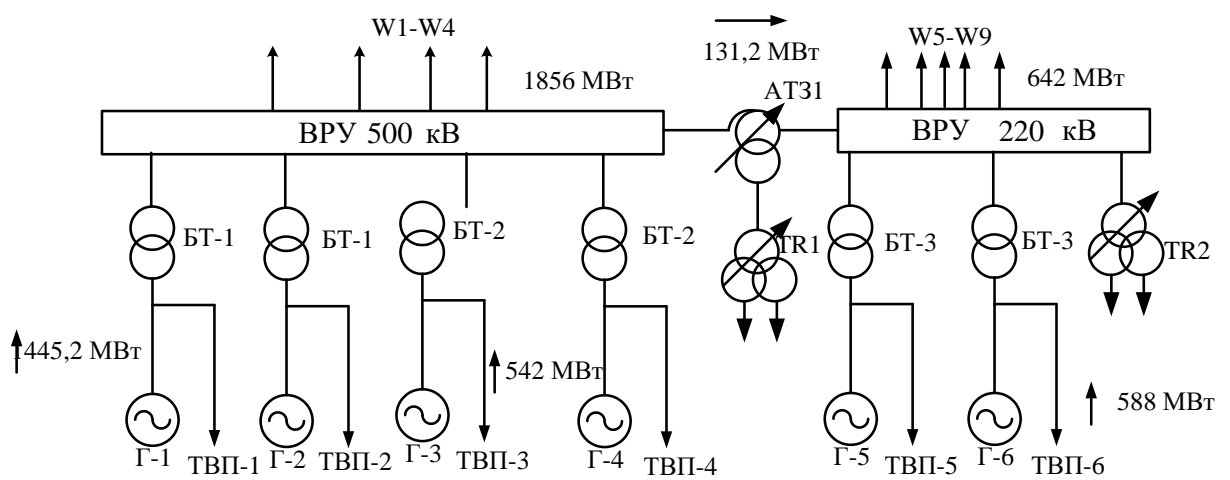 W1-W4
131,2 МВт
W5-W9
1856 МВт
АТЗ1
642 МВт
ВРУ 500 кВ
ВРУ 220 кВ
БТ-1
БТ-1
БТ-2
БТ-2
TR1
БТ-3
БТ-3
TR2
1445,2 МВт
542 МВт
588 МВт
Г-1
ТВП-1
Г-2
ТВП-2
Г-3
ТВП-3
Г-4
ТВП-4
Г-5
ТВП-5
Г-6
ТВП-6